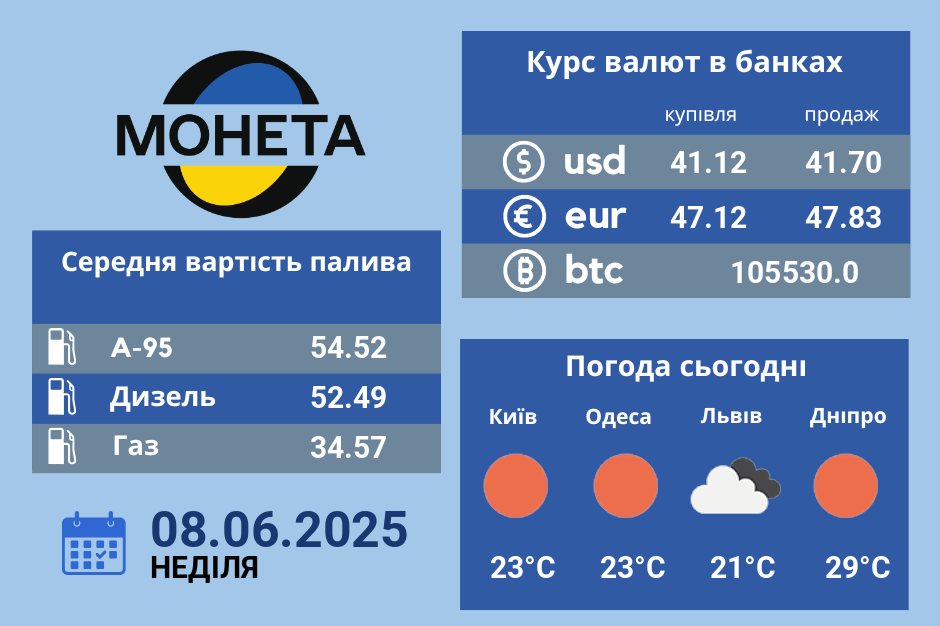 МОНЕТА
Середня вартість палива
А-95 54.52
Дизель 52.49
Газ 34.57
08.06.2025
НЕДІЛЯ
Курс валют в банках
купівля продаж
$ usd 41.12 41.70
€ eur 47.12 47.83
₿ btc 105530.0
Погода сьогодні
Київ Одеса Львів Дніпро
23°C 23°C 21°C 29°C